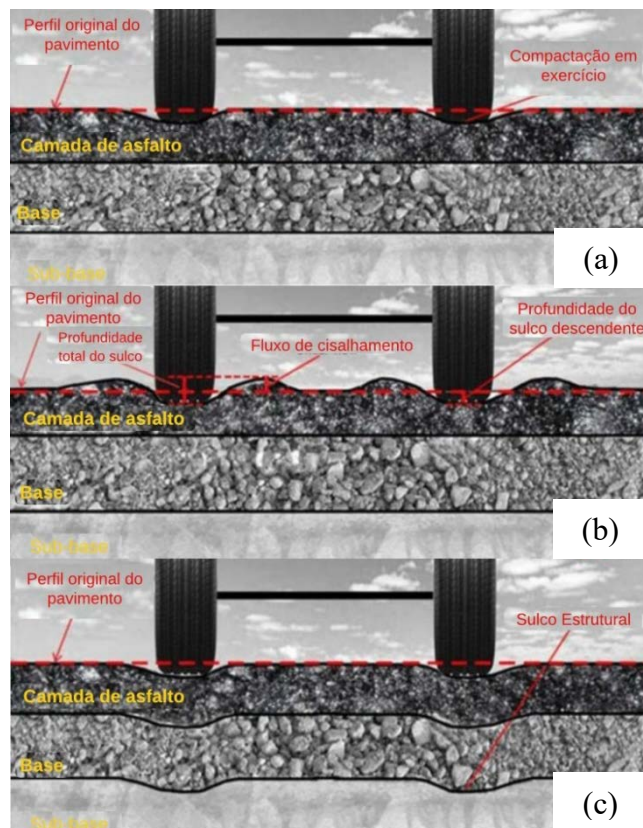 Perfil original do
pavimento
Compactação em
exercício
Camada de asfalto
Base
Sub-base
(a)
Perfil original do
pavimento
Profundidade
total do sulco
Fluxo de cisalhamento
Profundidade do
sulco descendente
Camada de asfalto
Base
Sub-base
(b)
Perfil original do
pavimento
Sulco Estrutural
Camada de asfalto
Base
(c)